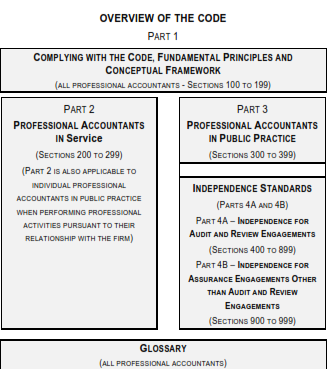 OVERVIEW OF THE CODE
PART 1
COMPLYING WITH THE CODE, FUNDAMENTAL PRINCIPLES AND
CONCEPTUAL FRAMEWORK
(ALL PROFESSIONAL ACCOUNTANTS - SECTIONS 100 TO 199)
PART 2
PROFESSIONAL ACCOUNTANTS
IN Service
(SECTIONS 200 TO 299)
(PART 2 IS ALSO APPLICABLE TO
INDIVIDUAL PROFESSIONAL
ACCOUNTANTS IN PUBLIC PRACTICE
WHEN PERFORMING PROFESSIONAL
ACTIVITIES PURSUANT TO THEIR
RELATIONSHIP WITH THE FIRM)
PART 3
PROFESSIONAL ACCOUNTANTS
IN PUBLIC PRACTICE
(SECTIONS 300 TO 399)
INDEPENDENCE STANDARDS
(PARTS 4A AND 4B)
PART 4A – INDEPENDENCE FOR
AUDIT AND REVIEW ENGAGEMENTS
(SECTIONS 400 TO 899)
PART 4B – INDEPENDENCE FOR
ASSURANCE ENGAGEMENTS OTHER
THAN AUDIT AND REVIEW
ENGAGEMENTS
(SECTIONS 900 TO 999)
GLOSSARY
(ALL PROFESSIONAL ACCOUNTANTS)